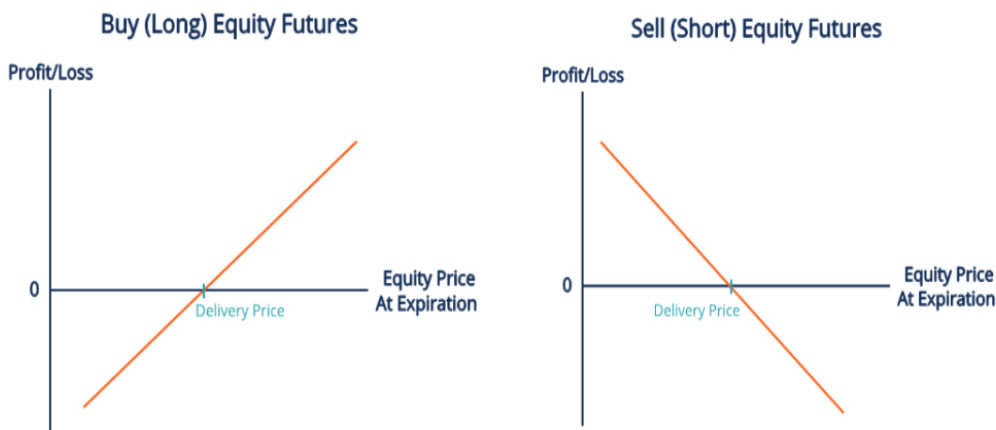 Buy (Long) Equity Futures
Profit/Loss
0
Delivery Price
Equity Price
At Expiration
Sell (Short) Equity Futures
Profit/Loss
0
Delivery Price
Equity Price
At Expiration